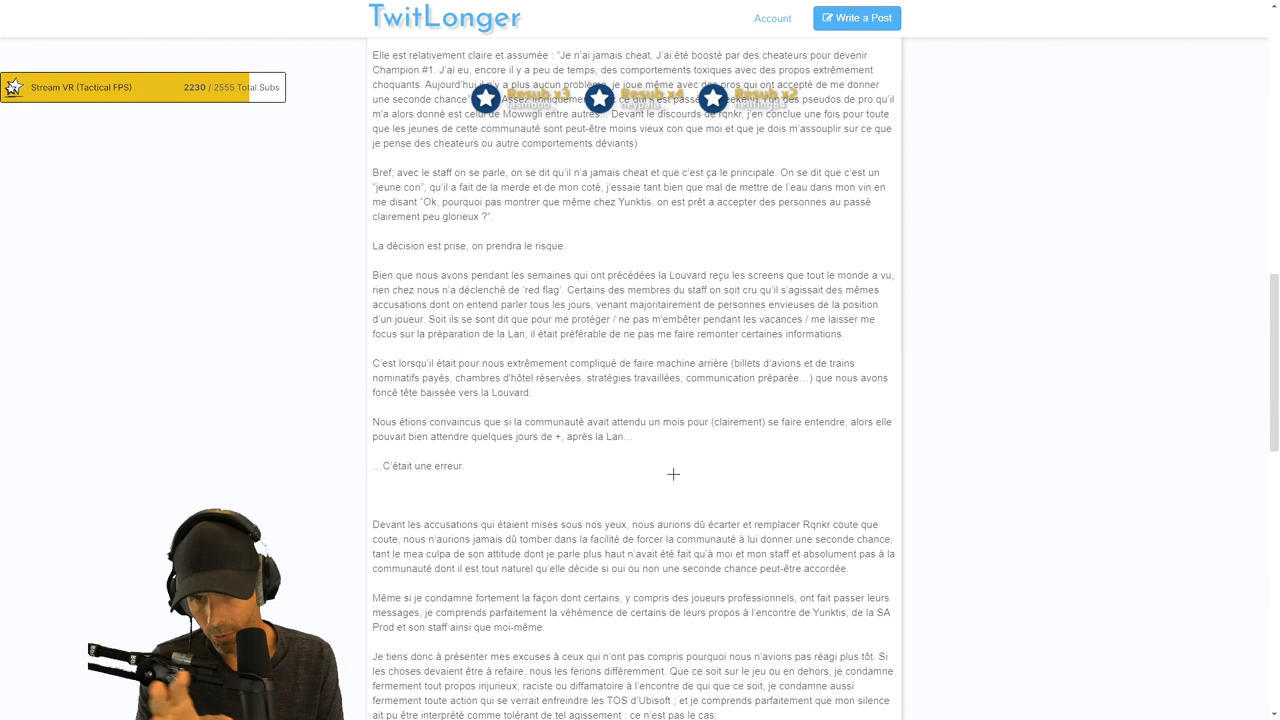 TwitLonger
Account
Write a Post
Stream VR (Tactical FPS)
2230 / 2555 Total Subs
Resub x3
Resub x4
Resub x2
Elle est relativement claire et assumée : “Je n’ai jamais cheat. J’ai été boosté par des cheateurs pour devenir
Champion #1. J’ai eu, encore il y a peu de temps, des comportements toxiques avec des propos extrêmement
choquants. Aujourd’hui il n’y a plus aucun problème, je joue même avec des pros qui ont accepté de me donner
une seconde chance” Assez ironiquement ce qui s’est passé l’un des pseudos de pro qu’il
m’a alors donné est celui de Mowwgli entre autres... Devant le discourds de rqnkr, j’en conclue une fois pour toute
que les jeunes de cette communauté sont peut-être moins vieux con que moi et que je dois m’assouplir sur ce que
je pense des cheateurs ou autre comportements déviants)
Bref, avec le staff on se parle, on se dit qu’il n’a jamais cheat et que c’est ça le principale. On se dit que c’est un
“jeune con”, qu’il a fait de la merde et de mon coté, j’essaie tant bien que mal de mettre de l’eau dans mon vin en
me disant “Ok, pourquoi pas montrer que même chez Yunktis, on est prêt a accepter des personnes au passé
clairement peu glorieux ?”.
La décision est prise, on prendra le risque.
Bien que nous avons pendant les semaines qui ont précédées la Louvard reçu les screens que tout le monde a vu,
rien chez nous n’a déclenché de ‘red flag’. Certains des membres du staff on soit cru qu’il s’agissait des mêmes
accusations dont on entend parler tous les jours, venant majoritairement de personnes envieuses de la position
d’un joueur. Soit ils se sont dit que pour me protéger / ne pas m’embêter pendant les vacances / me laisser me
focus sur la préparation de la Lan, il était préférable de ne pas me faire remonter certaines informations.
C’est lorsqu’il était pour nous extrêmement compliqué de faire machine arrière (billets d’avions et de trains
nominatifs payés, chambres d’hôtel réservées, stratégies travaillées, communication préparée…) que nous avons
foncé tête baissée vers la Louvard.
Nous étions convaincus que si la communauté avait attendu un mois pour (clairement) se faire entendre, alors elle
pouvait bien attendre quelques jours de +, après la Lan…
…C’était une erreur.
Devant les accusations qui étaient mises sous nos yeux, nous aurions dû écarter et remplacer Rqnkr coute que
coute, nous n’aurions jamais dû tomber dans la facilité de forcer la communauté à lui donner une seconde chance,
tant le mea culpa de son attitude dont je parle plus haut n’avait été fait qu’à moi et mon staff et absolument pas à la
communauté dont il est tout naturel qu’elle décide si oui ou non une seconde chance peut-être accordée.
Même si je condamne fortement la façon dont certains, y compris des joueurs professionnels, ont fait passer leurs
messages, je comprends parfaitement la véhémence de certains de leurs propos à l’encontre de Yunktis, de la SA
Prod et son staff ainsi que moi-même.
Je tiens donc à présenter mes excuses à ceux qui n’ont pas compris pourquoi nous n’avions pas réagi plus tôt. Si
les choses devaient être à refaire, nous les ferions différemment. Que ce soit sur le jeu ou en dehors, je condamne
fermement tout propos injurieux, raciste ou diffamatoire à l’encontre de qui que ce soit, je condamne aussi
fermement toute action qui se verrait enfreindre les TOS d’Ubisoft ; et je comprends parfaitement que mon silence
ait pu être interprété comme tolérant de tel agissement : ce n’est pas le cas.